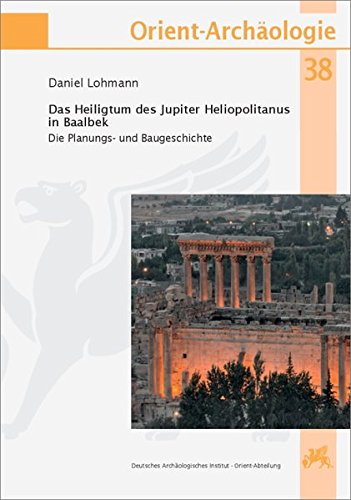 Orient-Archäologie
38
Daniel Lohmann
Das Heiligtum des Jupiter Heliopolitanus
in Baalbek
Die Planungs- und Baugeschichte
Deutsches Archäologisches Institut - Orient-Abteilung